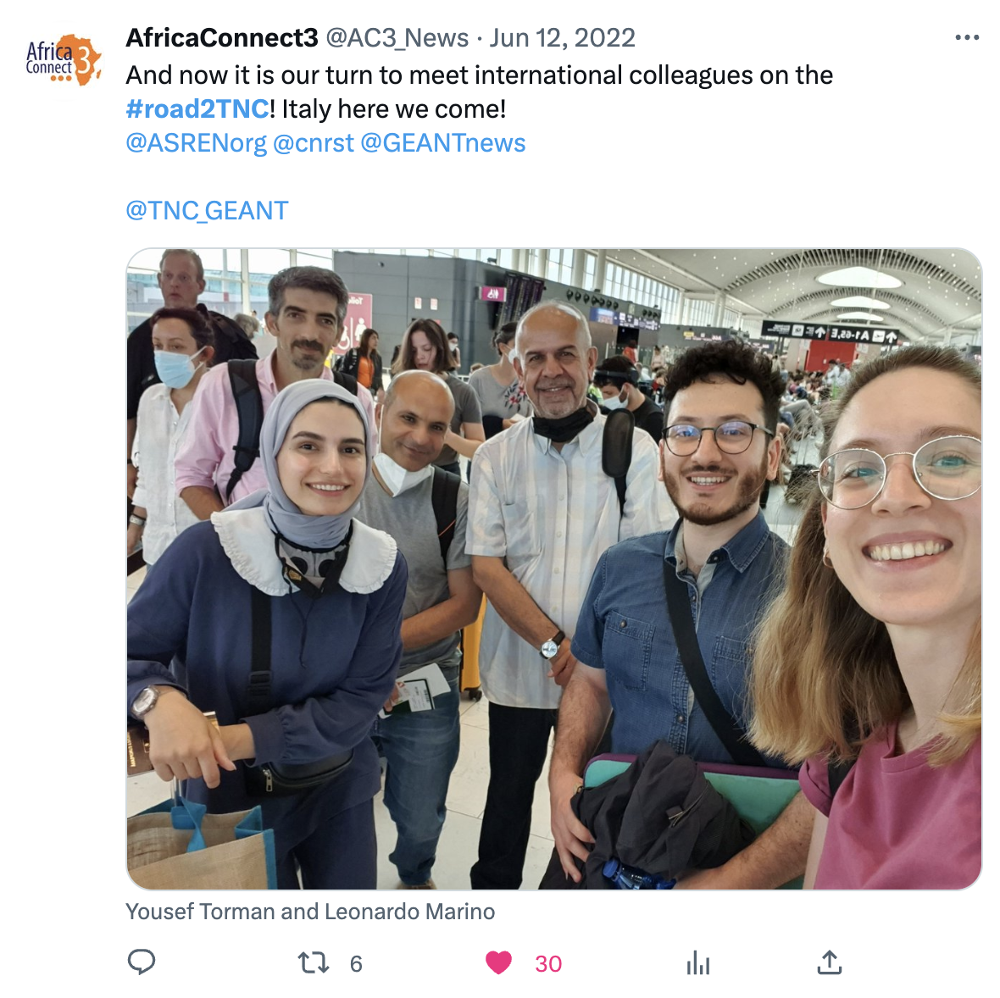 Africa
Connect 3
AfricaConnect3 @AC3_News · Jun 12, 2022
And now it is our turn to meet international colleagues on the
#road2TNC! Italy here we come!
@ASRENorg @cnrst @GEANTnews
@TNC_GEANT
Yousef Torman and Leonardo Marino
6
30